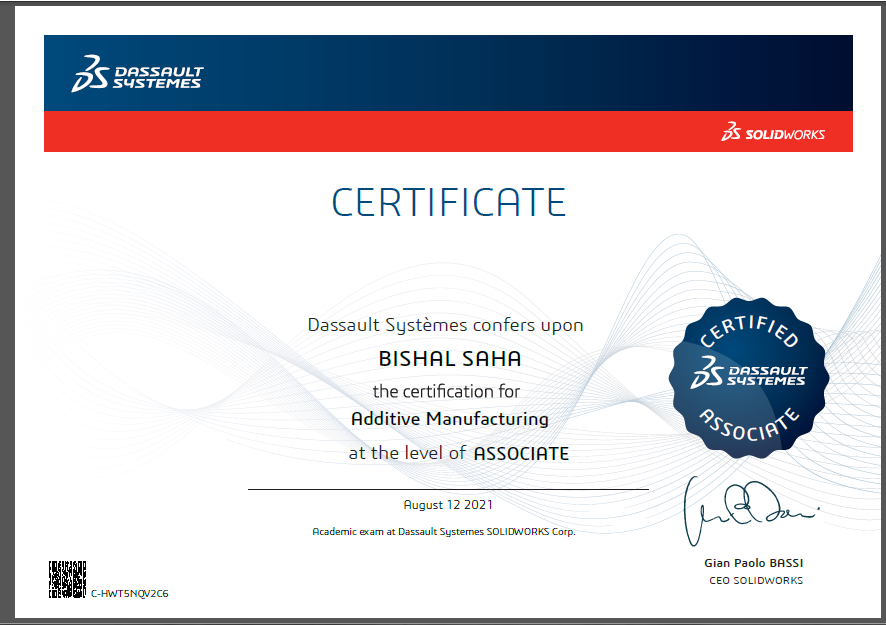 DASSAULT
SYSTEMES
SOLIDWORKS
CERTIFICATE
Dassault Systèmes confers upon
BISHAL SAHA
the certification for
Additive Manufacturing
at the level of ASSOCIATE
August 12 2021
Academic exam at Dassault Systemes SOLIDWORKS Corp.
CERTIFIED
DASSAULT
SYSTEMES
ASSOCIATE
Gian Paolo BASSI
CEO SOLIDWORKS
C-HWT5NQV2C6